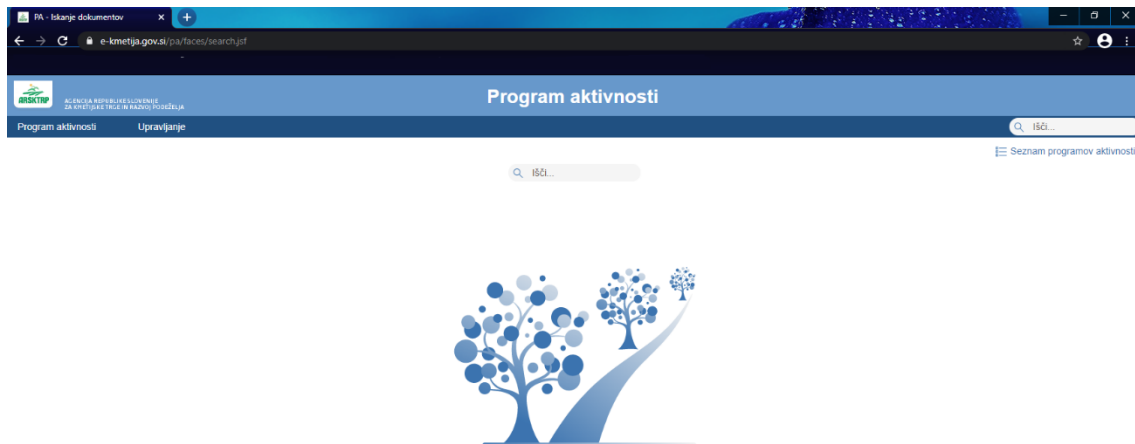 PA - Iskanje dokumentov
e-kmetija.gov.si/pa/faces/search.jsf
ARSKTRP
AGENCIJA REPUBLIKE SLOVENIJE
ZA KMETIJSKE TRGE IN RAZVOJ PODEŽELJA
Program aktivnosti
Program aktivnosti Upravljanje Išči...
Seznam programov aktivnosti
Išči...